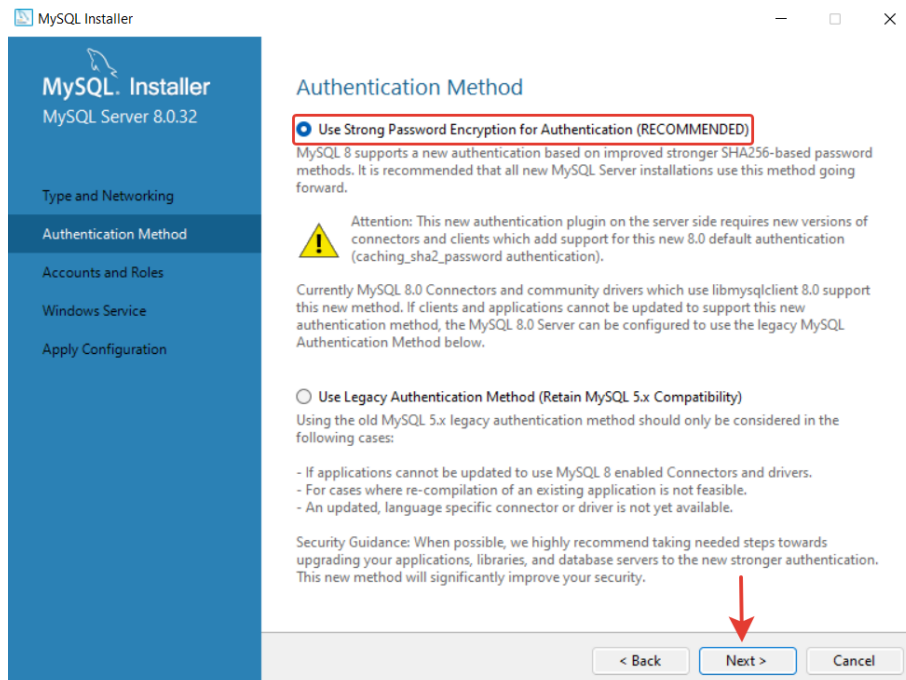 MySQL Installer
MySQL. Installer
MySQL Server 8.0.32
Type and Networking
Authentication Method
Accounts and Roles
Windows Service
Apply Configuration
Authentication Method
Use Strong Password Encryption for Authentication (RECOMMENDED)
MySQL 8 supports a new authentication based on improved stronger SHA256-based password
methods. It is recommended that all new MySQL Server installations use this method going
forward.
Attention: This new authentication plugin on the server side requires new versions of
connectors and clients which add support for this new 8.0 default authentication
(caching_sha2_password authentication).
Currently MySQL 8.0 Connectors and community drivers which use libmysqlclient 8.0 support
this new method. If clients and applications cannot be updated to support this new
authentication method, the MySQL 8.0 Server can be configured to use the legacy MySQL
Authentication Method below.
Use Legacy Authentication Method (Retain MySQL 5.x Compatibility)
Using the old MySQL 5.x legacy authentication method should only be considered in the
following cases:
- If applications cannot be updated to use MySQL 8 enabled Connectors and drivers.
- For cases where re-compilation of an existing application is not feasible.
- An updated, language specific connector or driver is not yet available.
Security Guidance: When possible, we highly recommend taking needed steps towards
upgrading your applications, libraries, and database servers to the new stronger authentication.
This new method will significantly improve your security.
< Back
Next >
Cancel